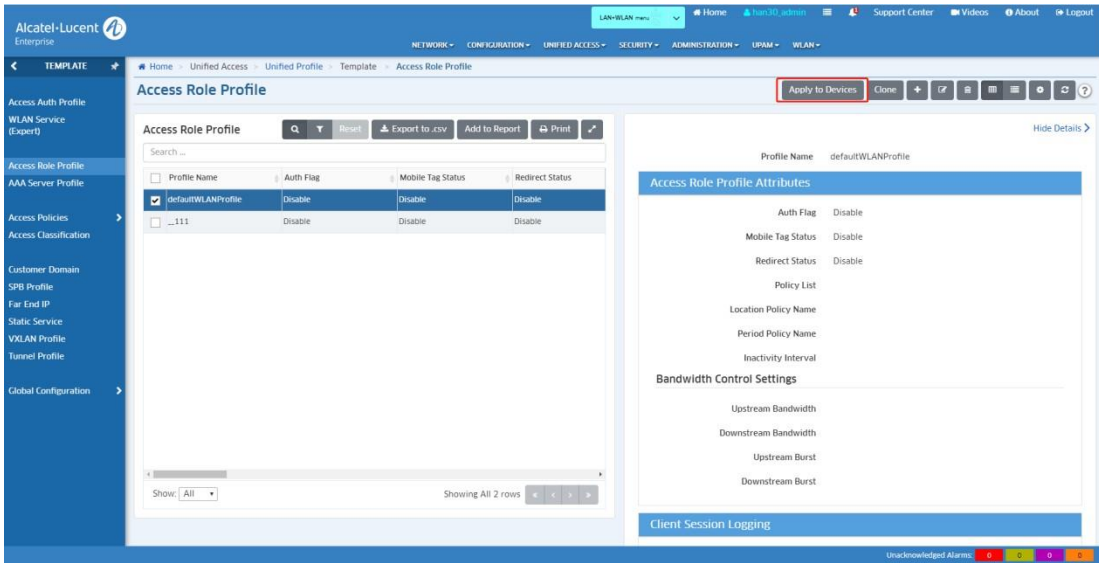 Alcatel-Lucent
Enterprise
LAN+WLAN menu
Home
han30_admin
Support Center
Videos
About
Logout
NETWORK
CONFIGURATION
UNIFIED ACCESS
SECURITY
ADMINISTRATION
UPAM
WLAN
TEMPLATE
Access Auth Profile
WLAN Service
(Expert)
Access Role Profile
AAA Server Profile
Access Policies
Access Classification
Customer Domain
SPB Profile
Far End IP
Static Service
VXLAN Profile
Tunnel Profile
Global Configuration
Home > Unified Access > Unified Profile > Template > Access Role Profile
Access Role Profile
Apply to Devices
Clone
?
Access Role Profile
Reset
Export to .csv
Add to Report
Print
Search ...
Profile Name Auth Flag Mobile Tag Status Redirect Status
defaultWLANProfile Disable Disable Disable
__111 Disable Disable Disable
Show: All
Showing All 2 rows
Hide Details
Profile Name defaultWLANProfile
Access Role Profile Attributes
Auth Flag Disable
Mobile Tag Status Disable
Redirect Status Disable
Policy List
Location Policy Name
Period Policy Name
Inactivity Interval
Bandwidth Control Settings
Upstream Bandwidth
Downstream Bandwidth
Upstream Burst
Downstream Burst
Client Session Logging
Unacknowledged Alarms: 0 0 0 0